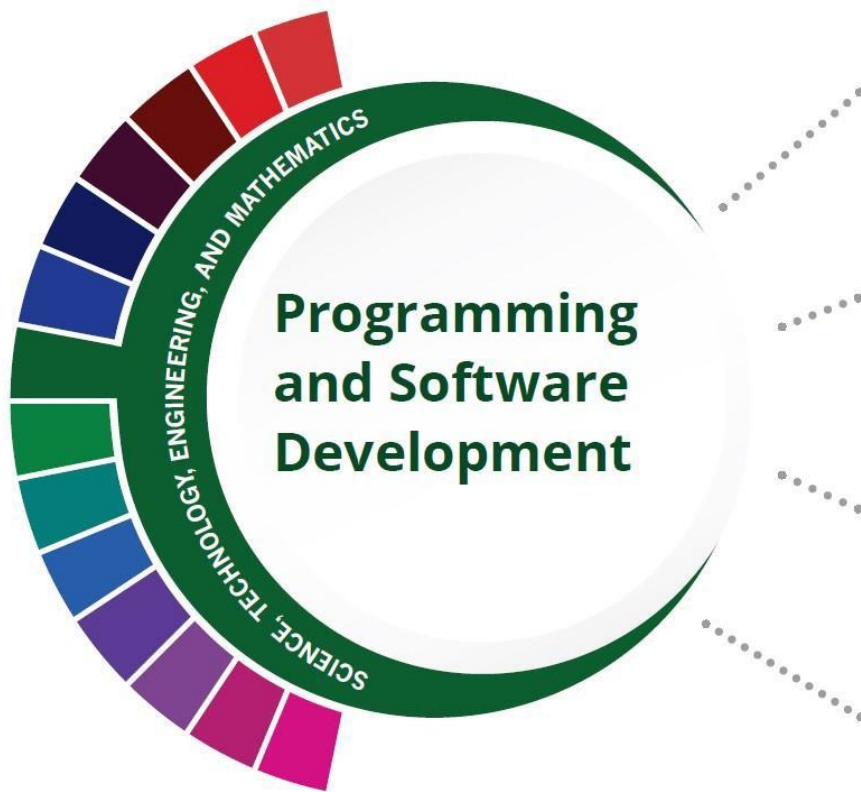 SCIENCE, TECHNOLOGY, ENGINEERING, AND MATHEMATICS
Programming
and Software
Development